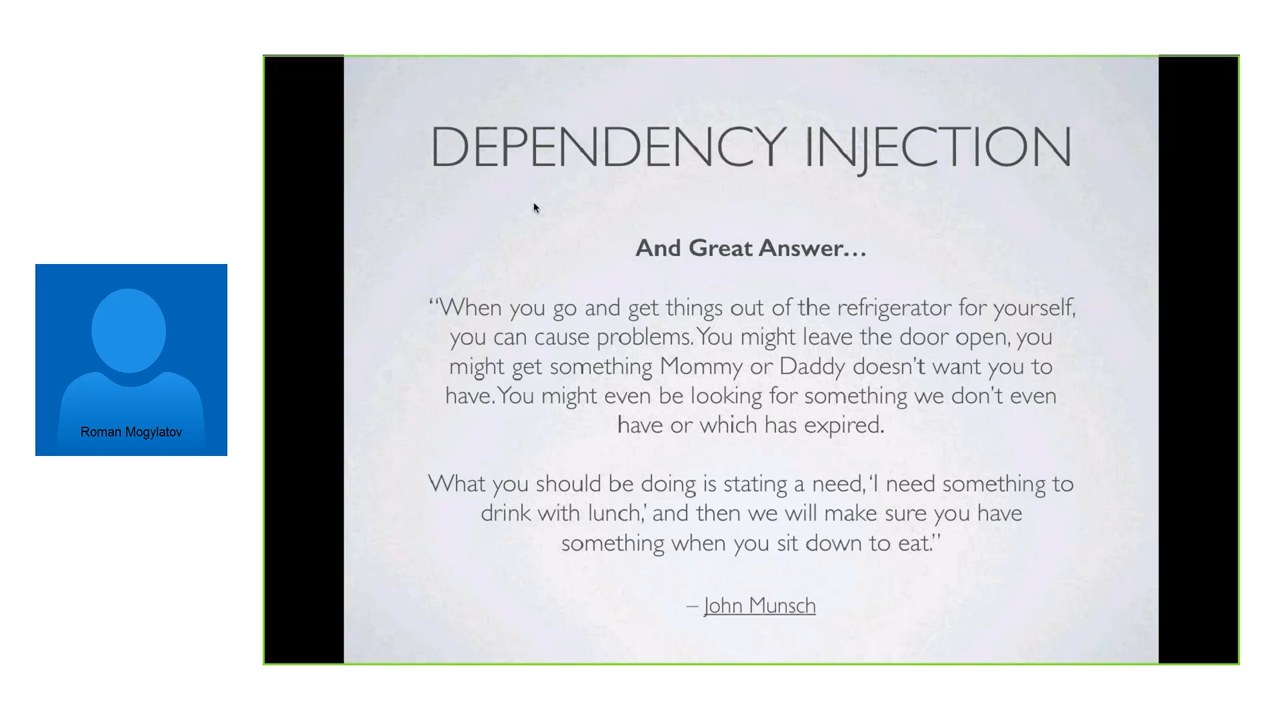 DEPENDENCY INJECTION
And Great Answer…
“When you go and get things out of the refrigerator for yourself,
you can cause problems. You might leave the door open, you
might get something Mommy or Daddy doesn’t want you to
have. You might even be looking for something we don’t even
have or which has expired.
What you should be doing is stating a need, ‘I need something to
drink with lunch,’ and then we will make sure you have
something when you sit down to eat.”
– John Munsch
Roman Mogylatov